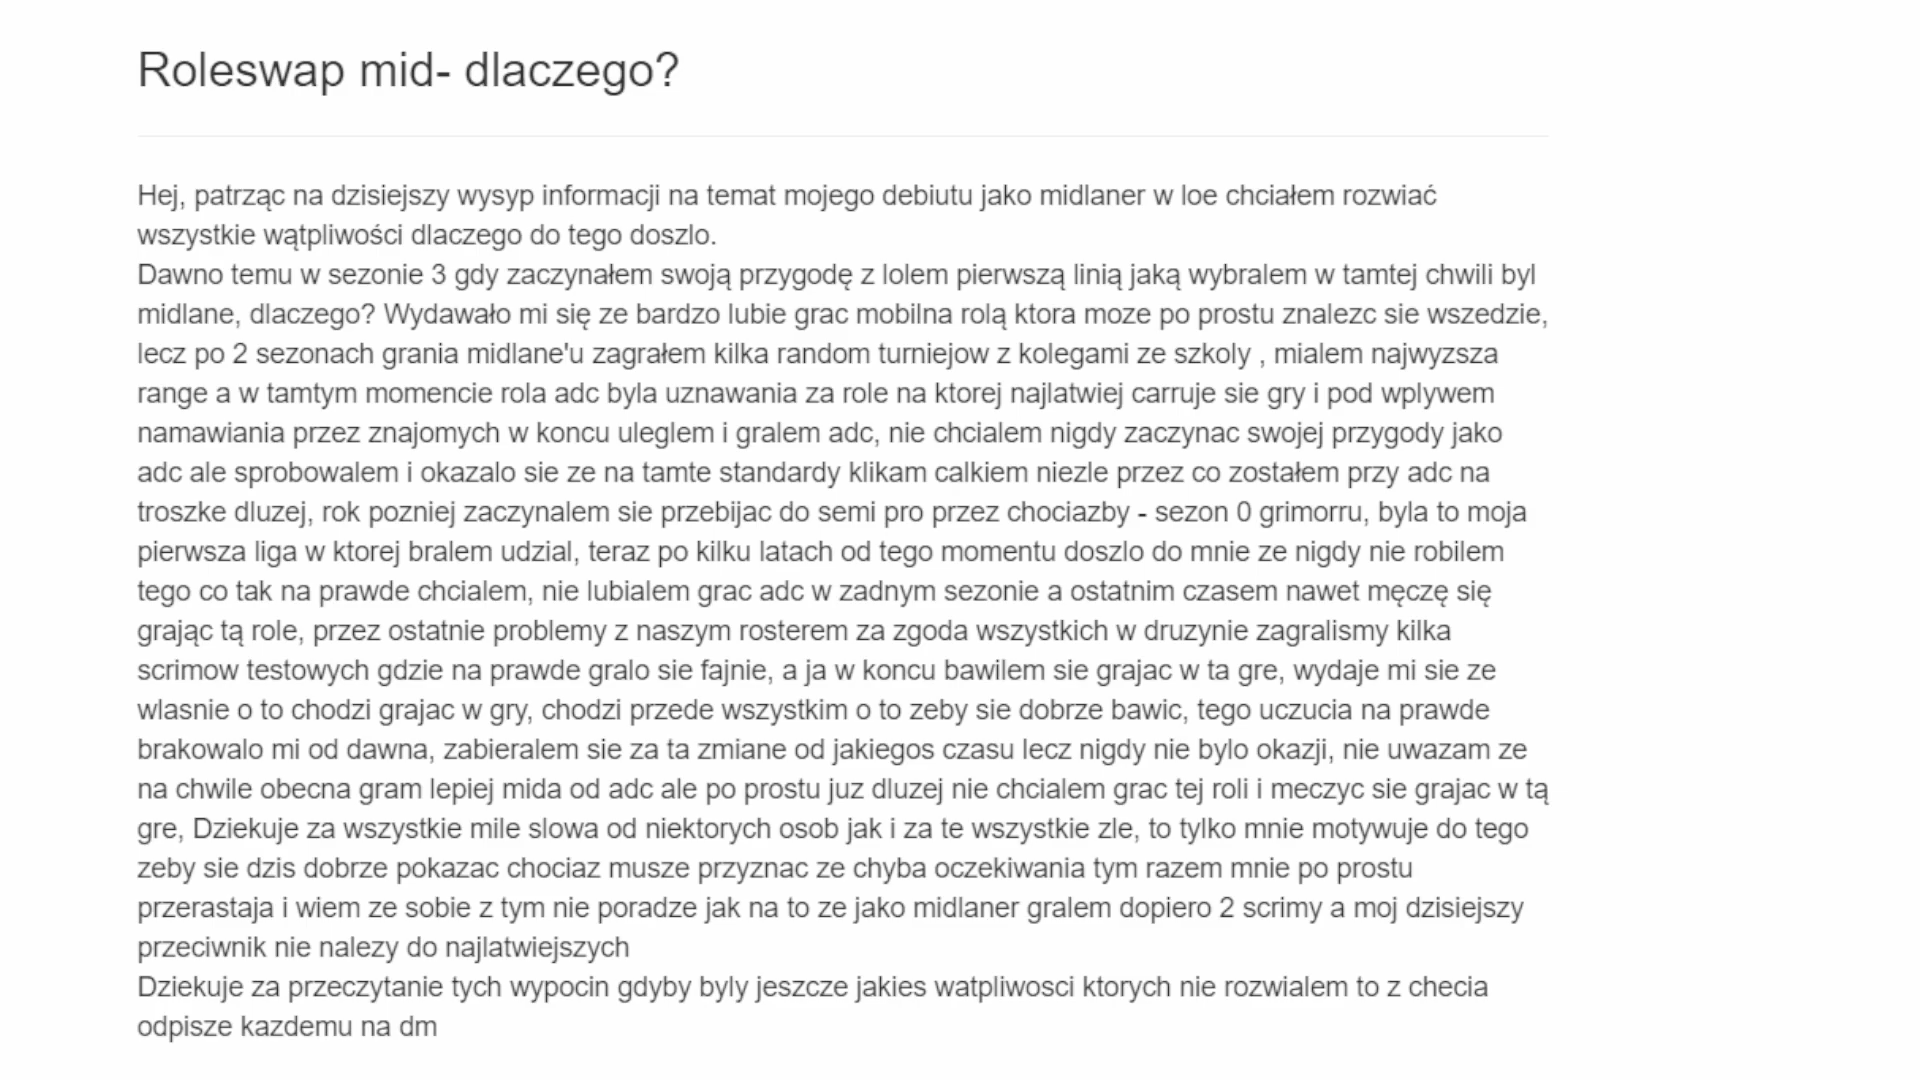 Roleswap mid- dlaczego?
Hej, patrząc na dzisiejszy wysyp informacji na temat mojego debiutu jako midlaner w loe chciałem rozwiać
wszystkie wątpliwości dlaczego do tego doszlo.
Dawno temu w sezonie 3 gdy zaczynałem swoją przygodę z lolem pierwszą linią jaką wybralem w tamtej chwili byl
midlane, dlaczego? Wydawało mi się ze bardzo lubie grac mobilna rolą ktora moze po prostu znalezc sie wszedzie,
lecz po 2 sezonach grania midlane'u zagrałem kilka random turniejow z kolegami ze szkoly , mialem najwyzsza
range a w tamtym momencie rola adc byla uznawania za role na ktorej najlatwiej carruje sie gry i pod wplywem
namawiania przez znajomych w koncu uleglem i gralem adc, nie chcialem nigdy zaczynac swojej przygody jako
adc ale sprobowalem i okazalo sie ze na tamte standardy klikam calkiem niezle przez co zostałem przy adc na
troszke dluzej, rok pozniej zaczynalem sie przebijac do semi pro przez chociazby - sezon 0 grimorru, byla to moja
pierwsza liga w ktorej bralem udzial, teraz po kilku latach od tego momentu doszlo do mnie ze nigdy nie robilem
tego co tak na prawde chcialem, nie lubialem grac adc w zadnym sezonie a ostatnim czasem nawet męczę się
grając tą role, przez ostatnie problemy z naszym rosterem za zgoda wszystkich w druzynie zagralismy kilka
scrimow testowych gdzie na prawde gralo sie fajnie, a ja w koncu bawilem sie grajac w ta gre, wydaje mi sie ze
wlasnie o to chodzi grajac w gry, chodzi przede wszystkim o to zeby sie dobrze bawic, tego uczucia na prawde
brakowalo mi od dawna, zabieralem sie za ta zmiane od jakiegos czasu lecz nigdy nie bylo okazji, nie uwazam ze
na chwile obecna gram lepiej mida od adc ale po prostu juz dluzej nie chcialem grac tej roli i meczyc sie grajac w tą
gre, Dziekuje za wszystkie mile slowa od niektorych osob jak i za te wszystkie zle, to tylko mnie motywuje do tego
zeby sie dzis dobrze pokazac chociaz musze przyznac ze chyba oczekiwania tym razem mnie po prostu
przerastaja i wiem ze sobie z tym nie poradze jak na to ze jako midlaner gralem dopiero 2 scrimy a moj dzisiejszy
przeciwnik nie nalezy do najlatwiejszych
Dziekuje za przeczytanie tych wypocin gdyby byly jeszcze jakies watpliwosci ktorych nie rozwialem to z checia
odpisze kazdemu na dm